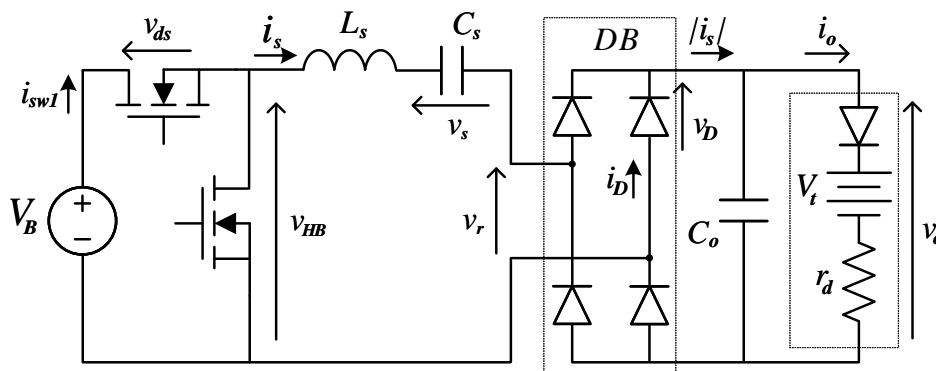 v_ds
i_s
L_s
C_s
DB
|i_s|
i_o
i_sw1
v_s
v_D
V_B
+
−
v_HB
v_r
i_D
C_o
V_t
r_d